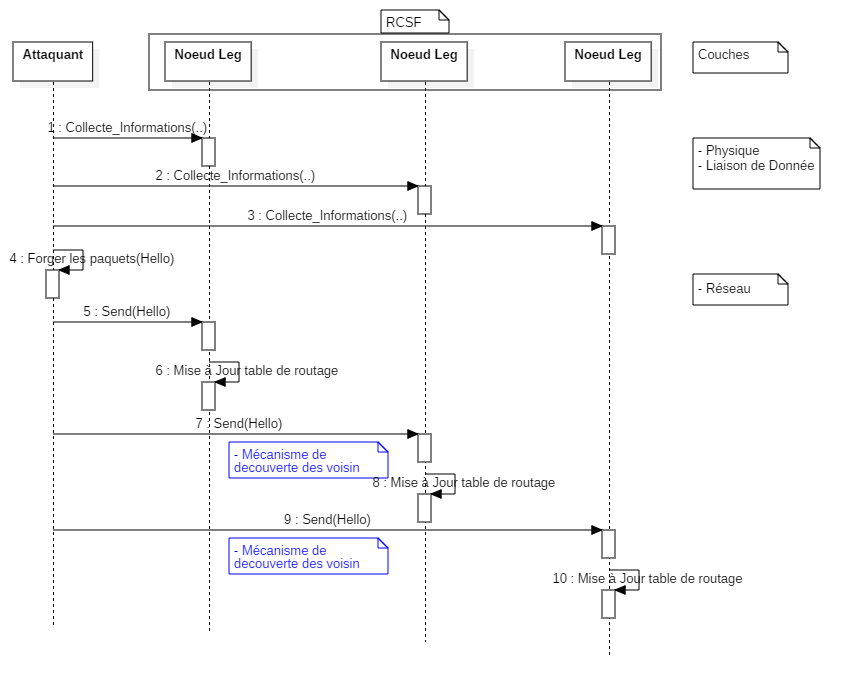 RCSF
Attaquant
Noeud Leg
Noeud Leg
Noeud Leg
Couches
1 : Collecte_Informations(..)
- Physique
- Liaison de Donnée
2 : Collecte_Informations(..)
3 : Collecte_Informations(..)
4 : Forger les paquets(Hello)
- Réseau
5 : Send(Hello)
6 : Mise à Jour table de routage
7 : Send(Hello)
- Mécanisme de
decouverte des voisin
8 : Mise à Jour table de routage
9 : Send(Hello)
- Mécanisme de
decouverte des voisin
10 : Mise à Jour table de routage